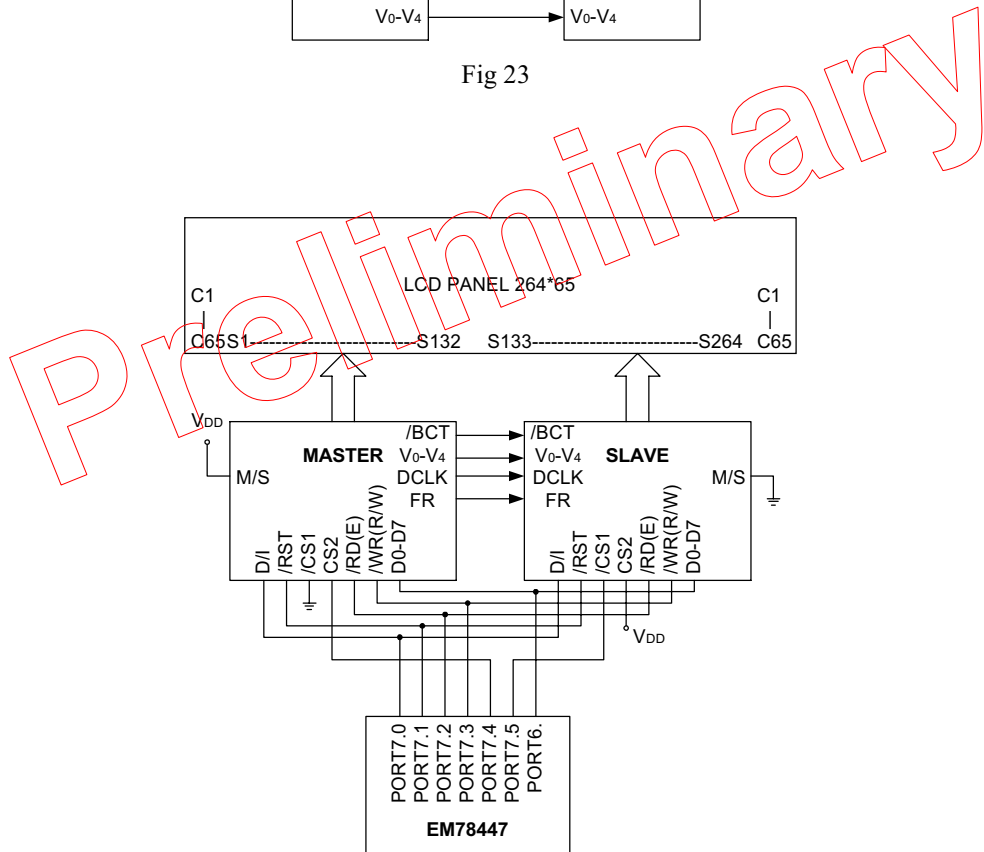 V0-V4 V0-V4
Fig 23
Preliminary
LCD PANEL 264*65
C1 C1
| |
C65S1----------------------------S132 S133----------------------------S264 C65
VDD
/BCT /BCT
MASTER V0-V4 V0-V4 SLAVE
M/S DCLK DCLK M/S
FR FR
D/I /RST /CS1 CS2 /RD(E) /WR(R/W) D0-D7 D/I /RST /CS1 CS2 /RD(E) /WR(R/W) D0-D7
VDD
PORT7.0 PORT7.1 PORT7.2 PORT7.3 PORT7.4 PORT7.5 PORT6.
EM78447